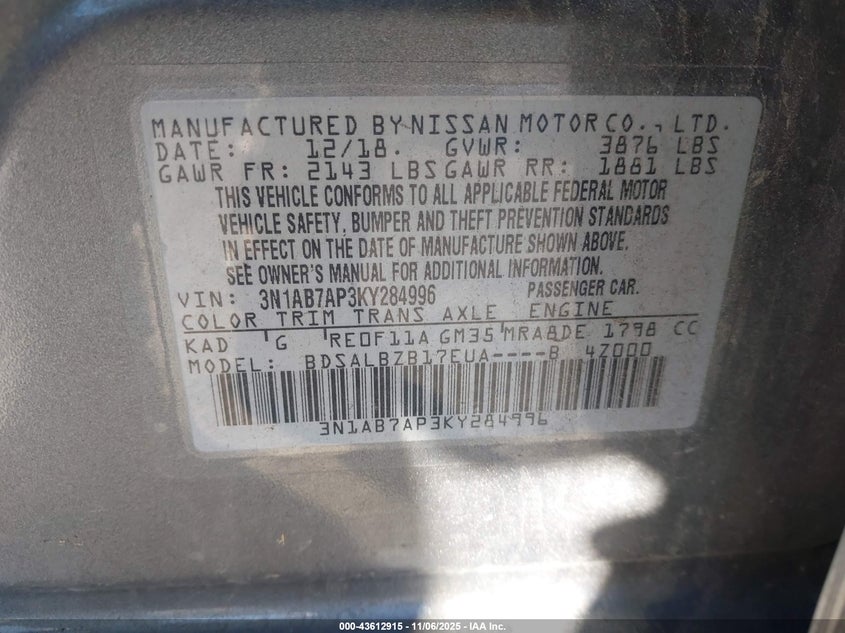 MANUFACTURED BY NISSAN MOTOR CO., LTD.
DATE: 12/18. GVWR: 3876 LBS
GAWR FR: 2143 LBS GAWR RR: 1881 LBS
THIS VEHICLE CONFORMS TO ALL APPLICABLE FEDERAL MOTOR
VEHICLE SAFETY, BUMPER AND THEFT PREVENTION STANDARDS
IN EFFECT ON THE DATE OF MANUFACTURE SHOWN ABOVE.
SEE OWNER'S MANUAL FOR ADDITIONAL INFORMATION.
VIN: 3N1AB7AP3KY284996 PASSENGER CAR.
COLOR TRIM TRANS AXLE ENGINE
KAD G RE0F11A GM35 MRA8DE 1798 CC
MODEL: BDSALBZB17EUA----B 4Z000
3N1AB7AP3KY284996
000-43612915 | 11/06/2025 - IAA Inc.